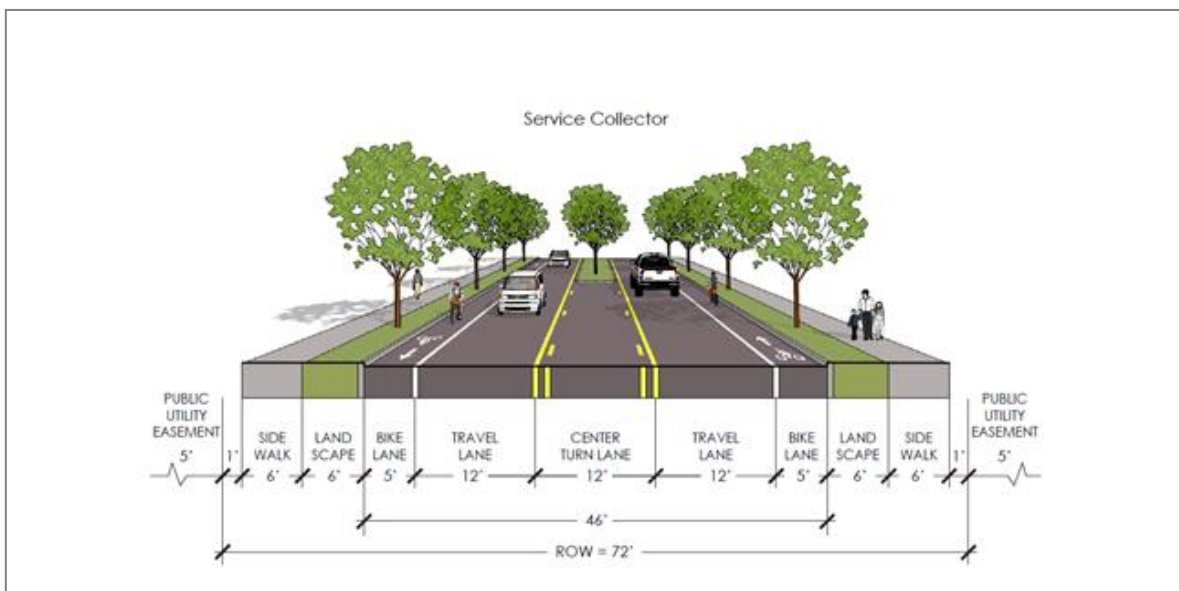 Service Collector
PUBLIC
UTILITY
EASEMENT
5'
1'
SIDE
WALK
6'
LAND
SCAPE
6'
BIKE
LANE
5'
TRAVEL
LANE
12'
CENTER
TURN LANE
12'
TRAVEL
LANE
12'
BIKE
LANE
5'
LAND
SCAPE
6'
SIDE
WALK
6'
1'
PUBLIC
UTILITY
EASEMENT
5'
46'
ROW = 72'